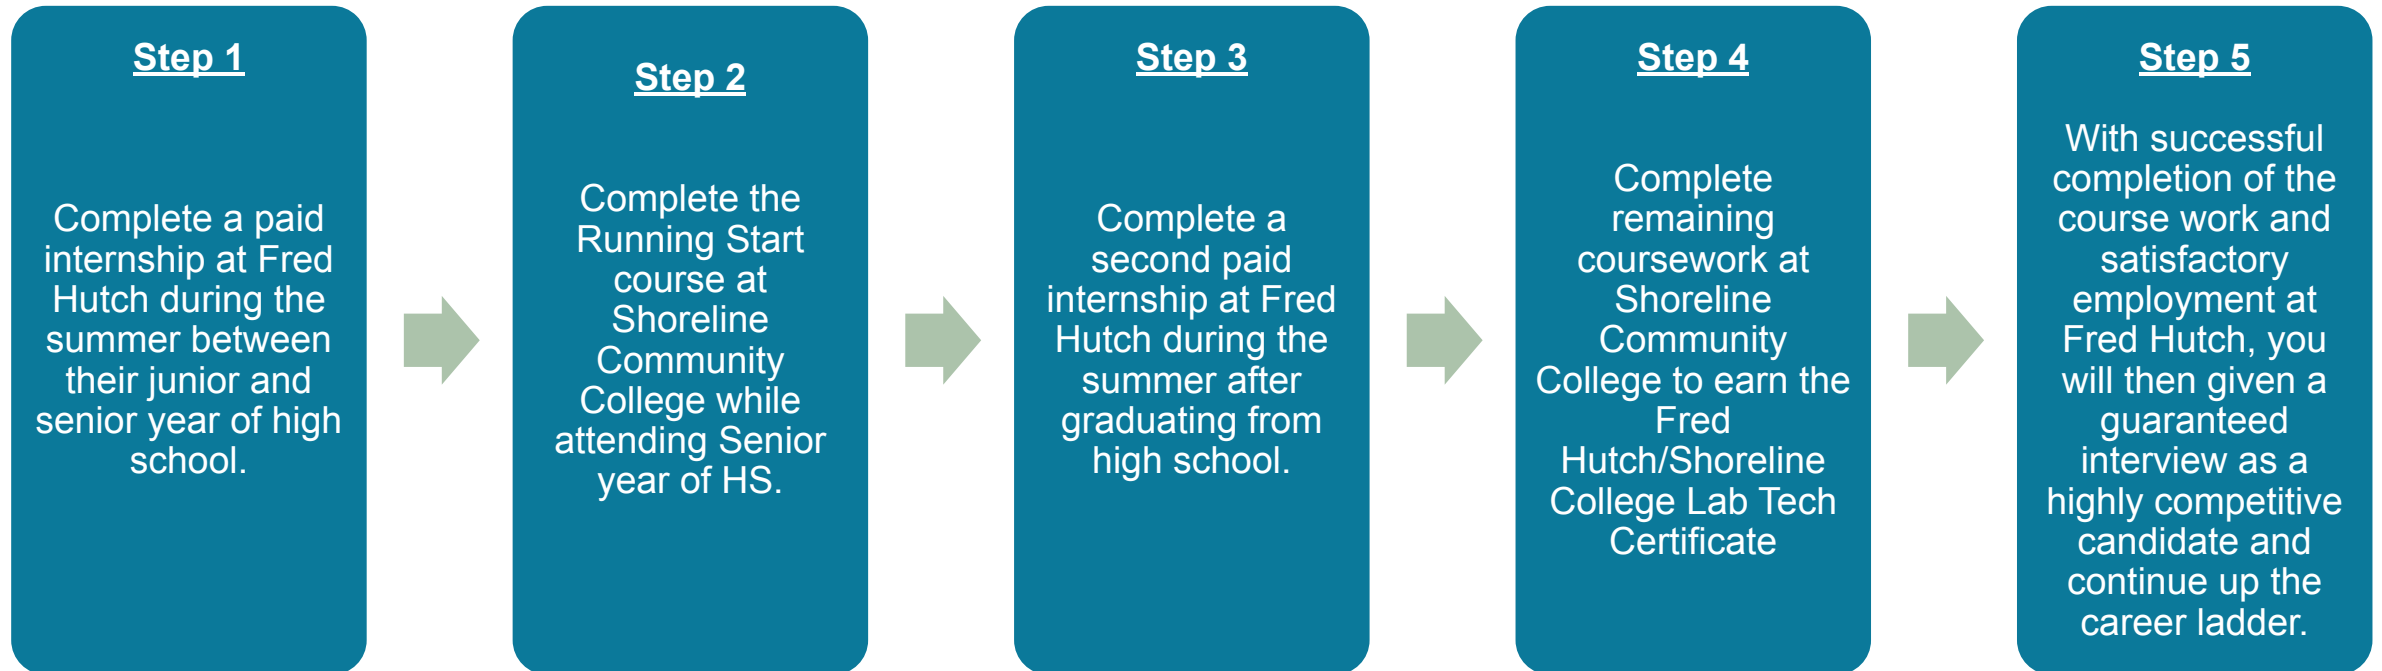 Step 1
Complete a paid
internship at Fred
Hutch during the
summer between
their junior and
senior year of high
school.
Step 2
Complete the
Running Start
course at
Shoreline
Community
College while
attending Senior
year of HS.
Step 3
Complete a
second paid
internship at Fred
Hutch during the
summer after
graduating from
high school.
Step 4
Complete
remaining
coursework at
Shoreline
Community
College to earn the
Fred
Hutch/Shoreline
College Lab Tech
Certificate
Step 5
With successful
completion of the
course work and
satisfactory
employment at
Fred Hutch, you
will then given a
guaranteed
interview as a
highly competitive
candidate and
continue up the
career ladder.